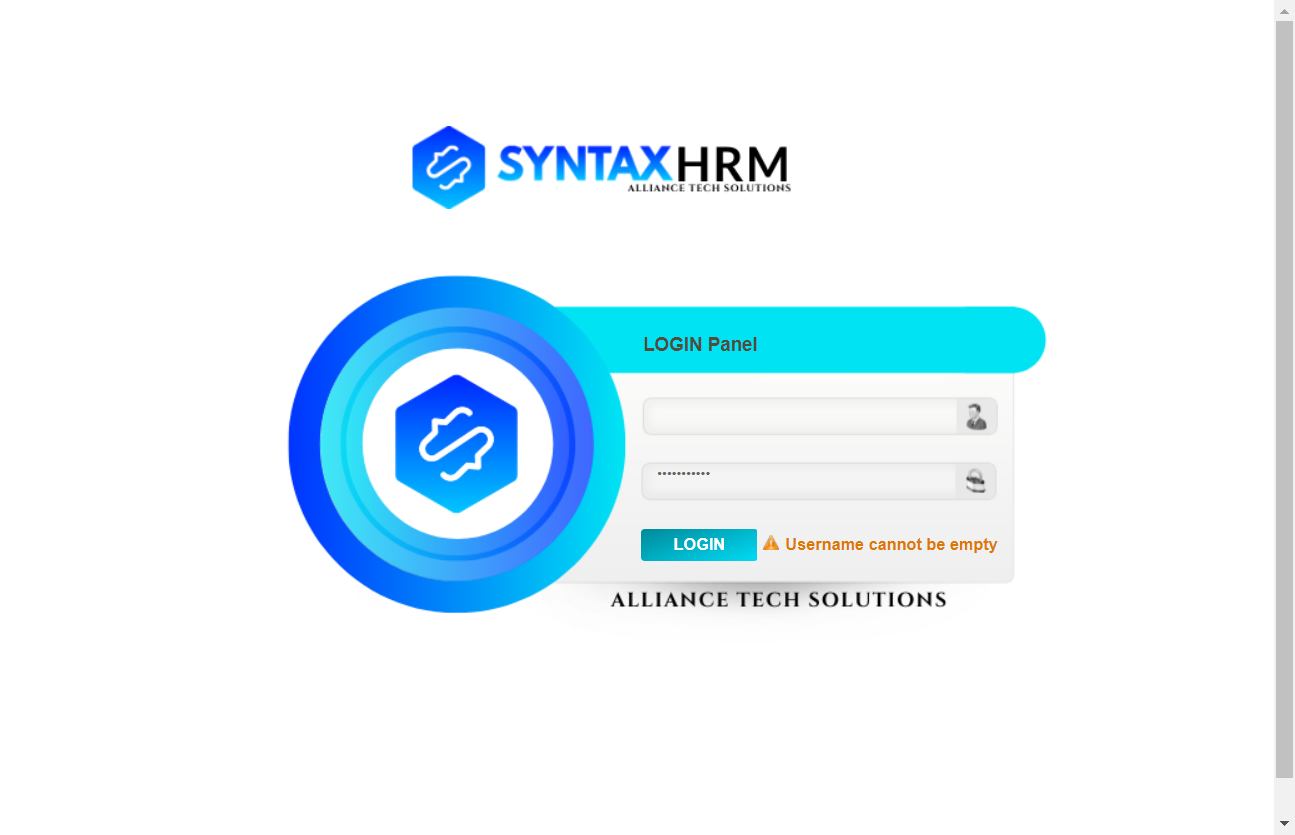 SYNTAXHRM
ALLIANCE TECH SOLUTIONS
LOGIN Panel
•••••••••••
LOGIN
Username cannot be empty
ALLIANCE TECH SOLUTIONS